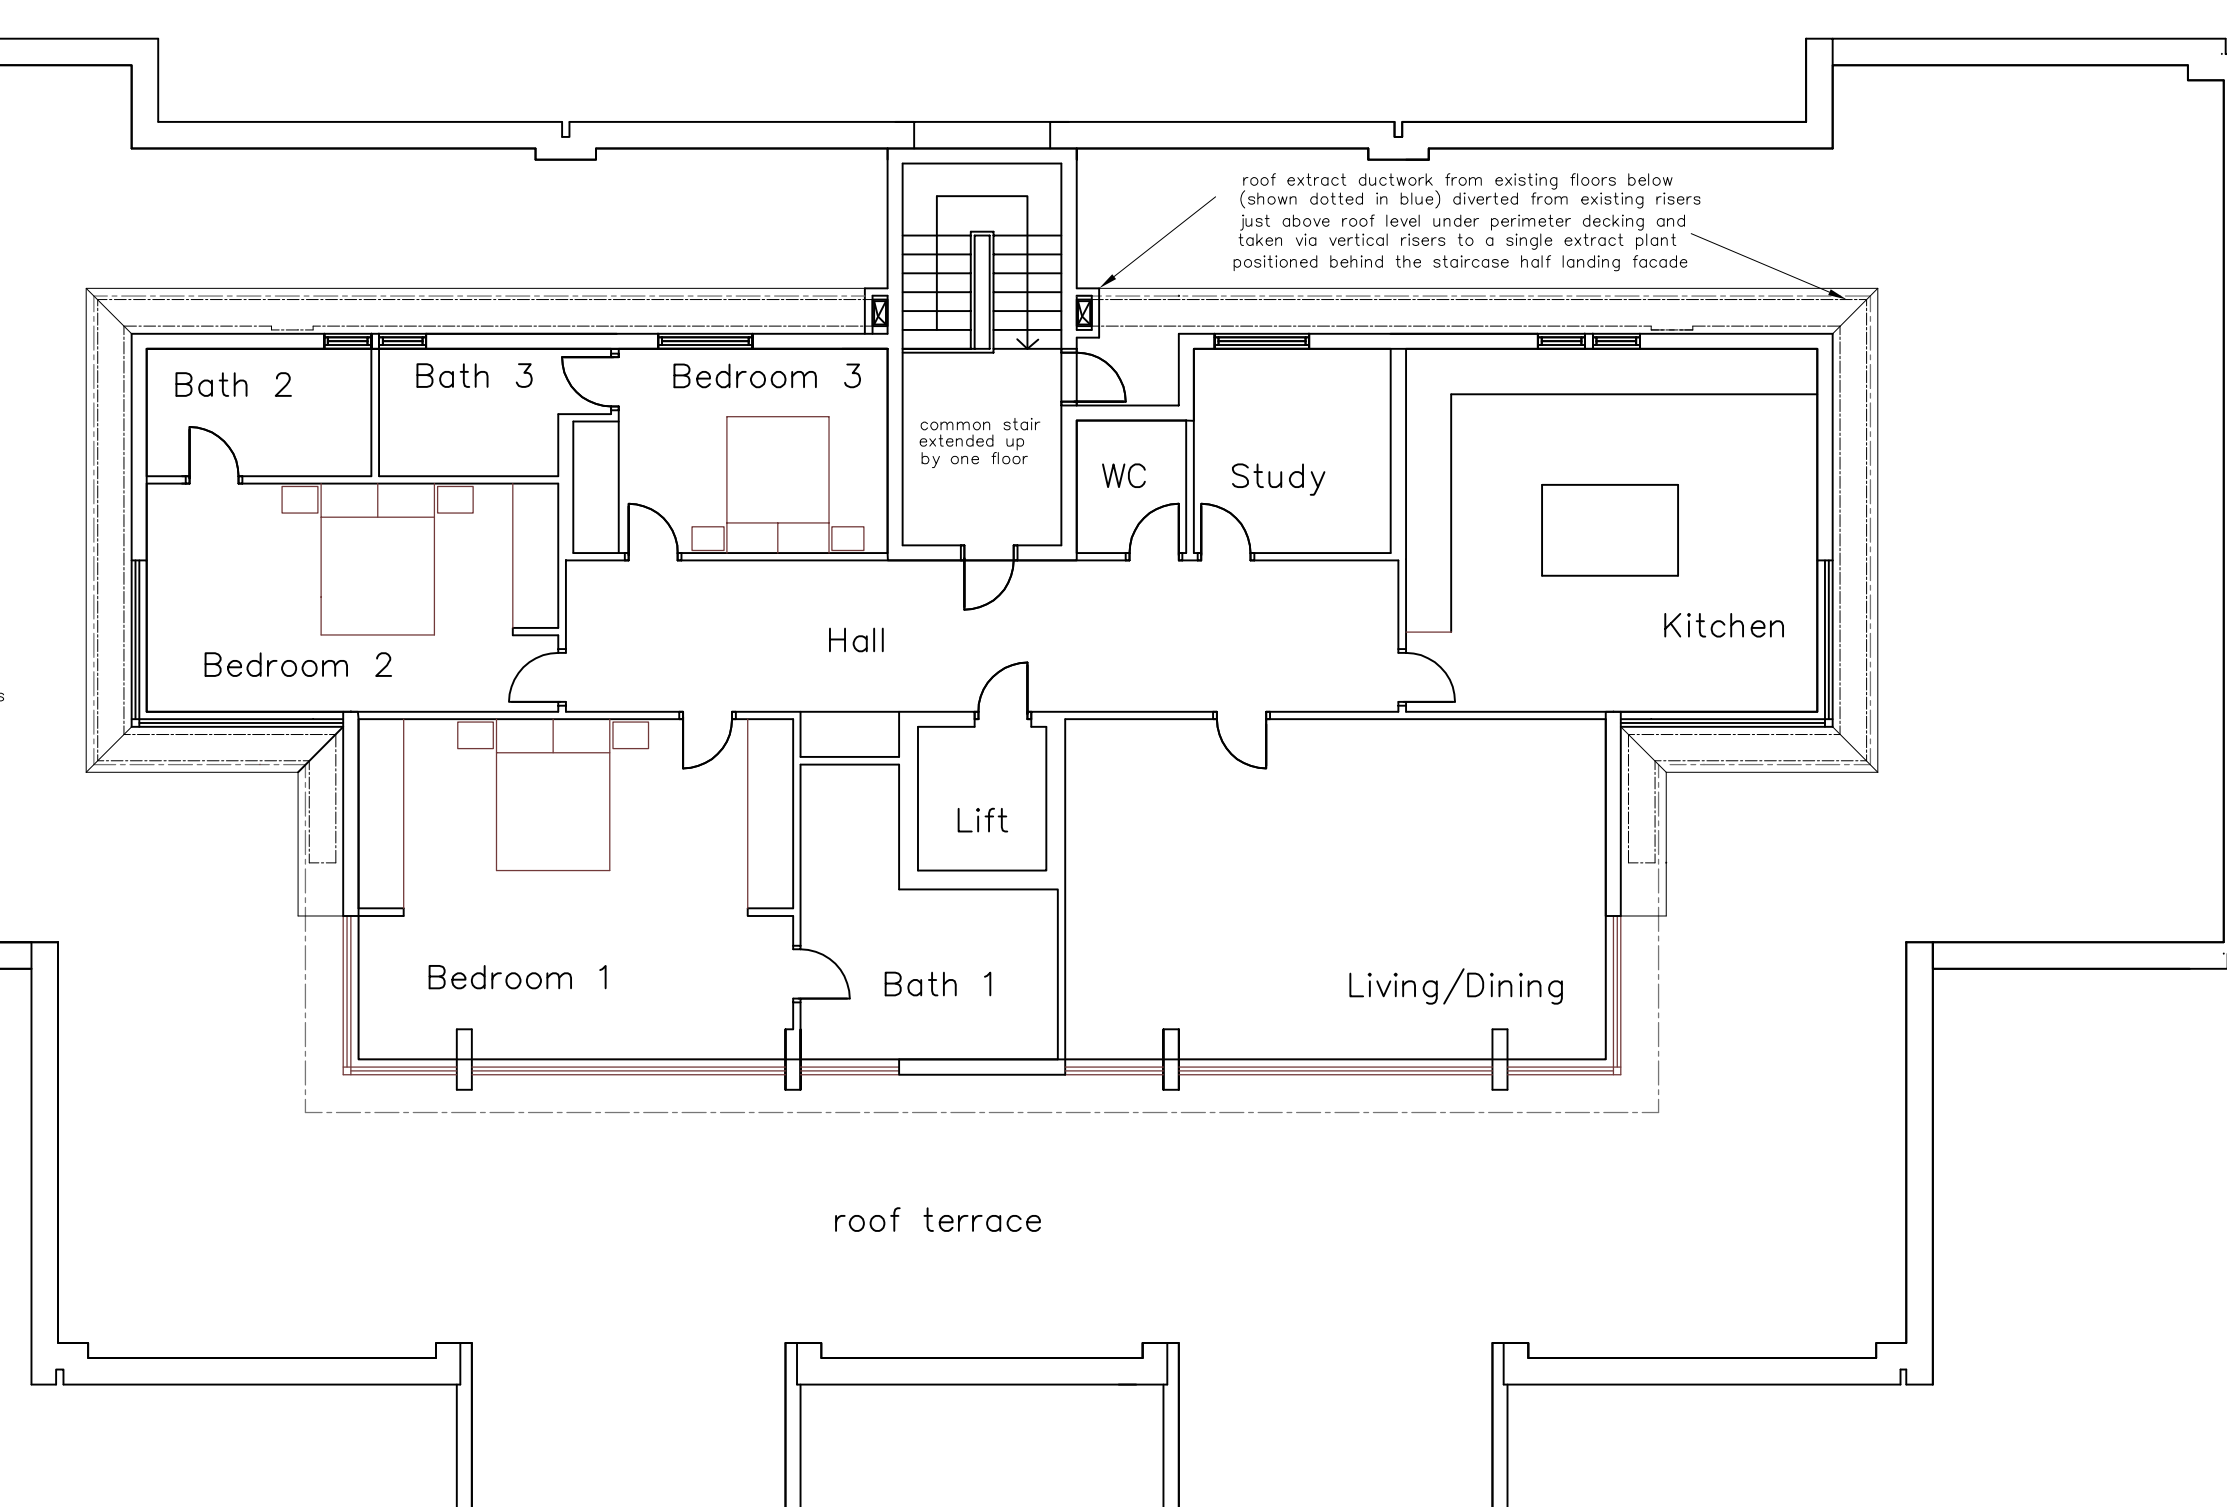 roof extract ductwork from existing floors below
(shown dotted in blue) diverted from existing risers
just above roof level under perimeter decking and
taken via vertical risers to a single extract plant
positioned behind the staircase half landing facade
Bath 2
Bath 3
Bedroom 3
common stair
extended up
by one floor
WC
Study
Kitchen
Hall
Bedroom 2
s
Lift
Bedroom 1
Bath 1
Living/Dining
roof terrace